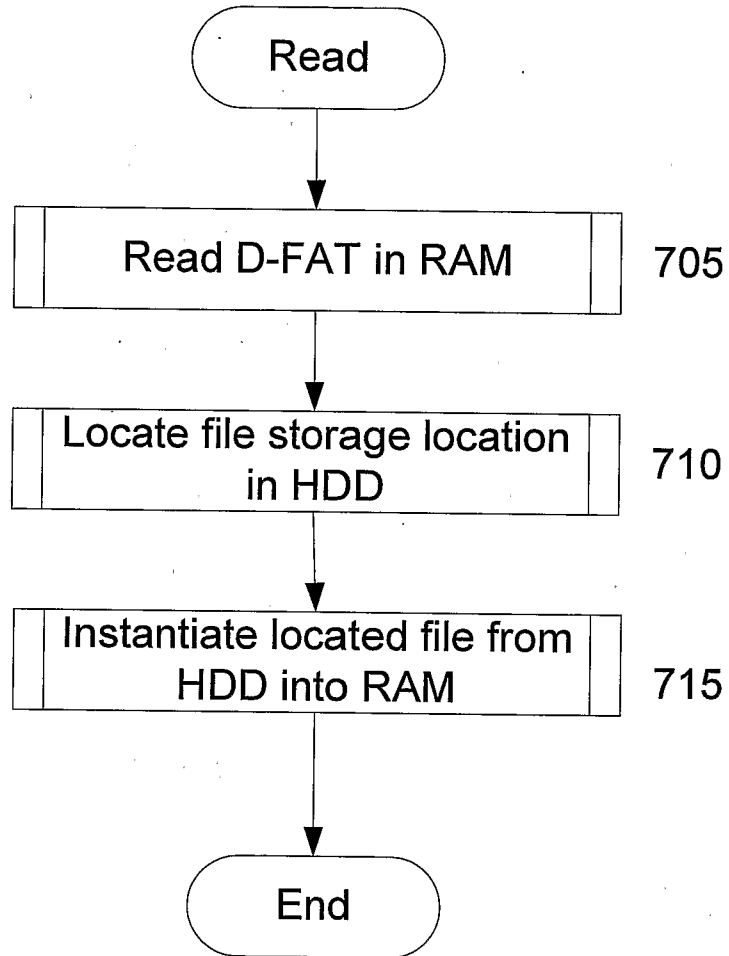 Read
Read D-FAT in RAM
705
Locate file storage location
in HDD
710
Instantiate located file from
HDD into RAM
715
End